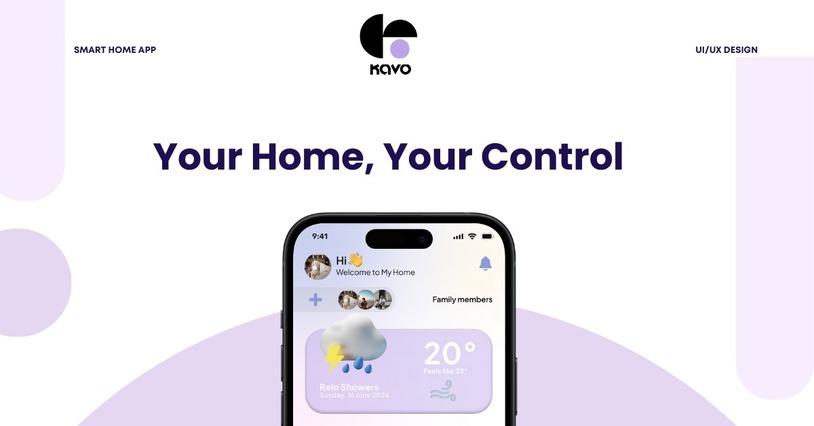 SMART HOME APP
KAVO
UI/UX DESIGN
Your Home, Your Control
9:41
Hi
Welcome to My Home
Family members
20°
Feels like 23°
Rain Showers
Sunday, 16 June 2024